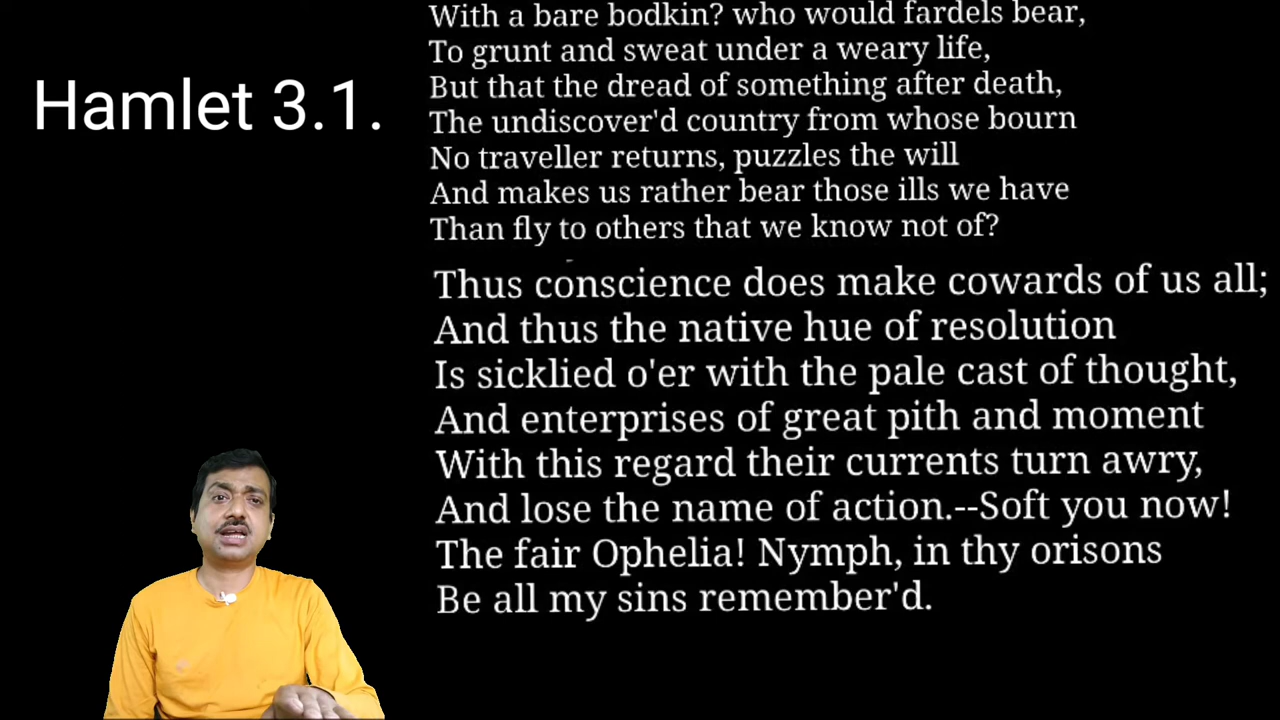 Hamlet 3.1.
With a bare bodkin? who would fardels bear,
To grunt and sweat under a weary life,
But that the dread of something after death,
The undiscover'd country from whose bourn
No traveller returns, puzzles the will
And makes us rather bear those ills we have
Than fly to others that we know not of?
Thus conscience does make cowards of us all;
And thus the native hue of resolution
Is sicklied o'er with the pale cast of thought,
And enterprises of great pith and moment
With this regard their currents turn awry,
And lose the name of action.--Soft you now!
The fair Ophelia! Nymph, in thy orisons
Be all my sins remember'd.